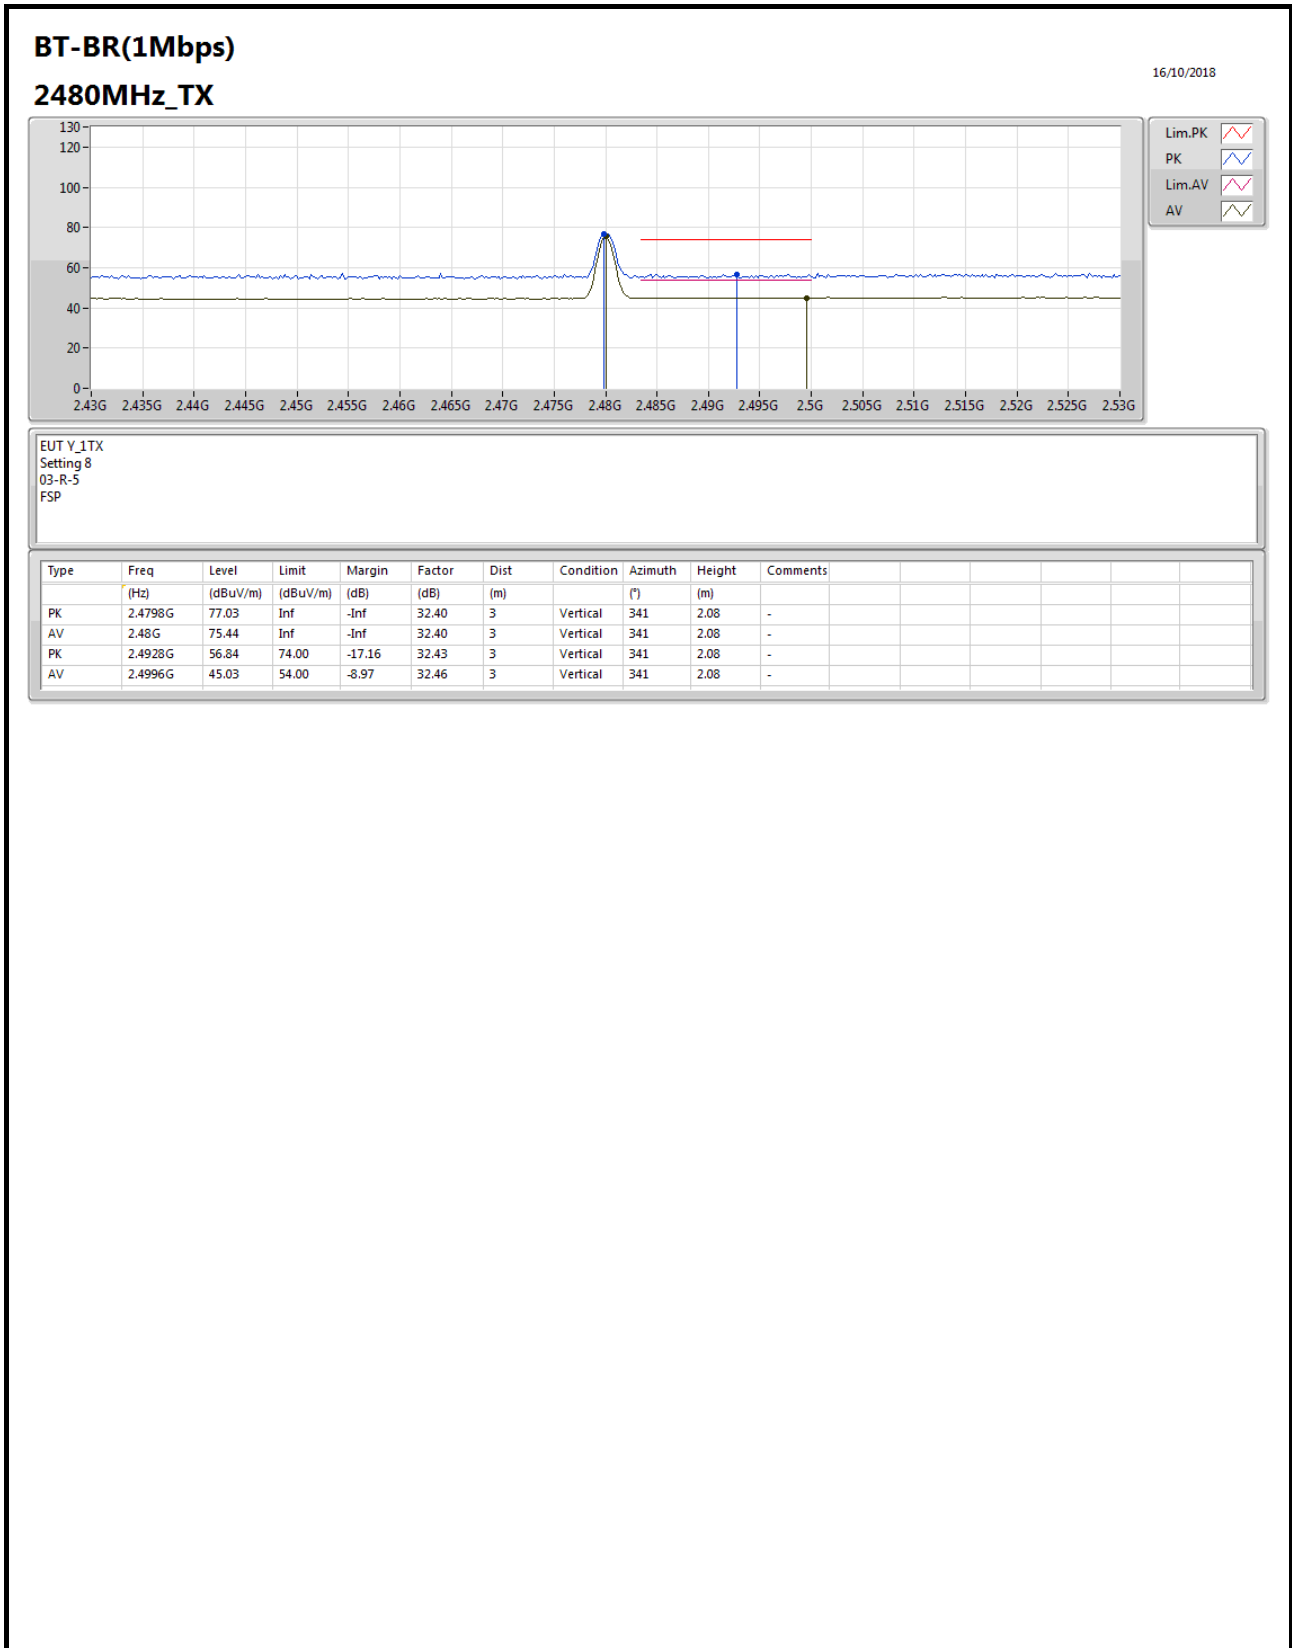 BT-BR(1Mbps)
16/10/2018
2480MHz_TX
130
120
100
80
60
40
20
0
2.43G 2.435G 2.44G 2.445G 2.45G 2.455G 2.46G 2.465G 2.47G 2.475G 2.48G 2.485G 2.49G 2.495G 2.5G 2.505G 2.51G 2.515G 2.52G 2.525G 2.53G
Lim.PK
PK
Lim.AV
AV
EUT Y_1TX
Setting 8
03-R-5
FSP
Type Freq Level Limit Margin Factor Dist Condition Azimuth Height Comments
(Hz) (dBuV/m) (dBuV/m) (dB) (dB) (m) (°) (m)
PK 2.4798G 77.03 Inf -Inf 32.40 3 Vertical 341 2.08 -
AV 2.48G 75.44 Inf -Inf 32.40 3 Vertical 341 2.08 -
PK 2.4928G 56.84 74.00 -17.16 32.43 3 Vertical 341 2.08 -
AV 2.4996G 45.03 54.00 -8.97 32.46 3 Vertical 341 2.08 -